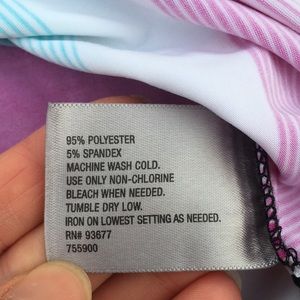 95% POLYESTER
5% SPANDEX
MACHINE WASH COLD.
USE ONLY NON-CHLORINE
BLEACH WHEN NEEDED.
TUMBLE DRY LOW.
IRON ON LOWEST SETTING AS NEEDED.
RN# 93677
755900